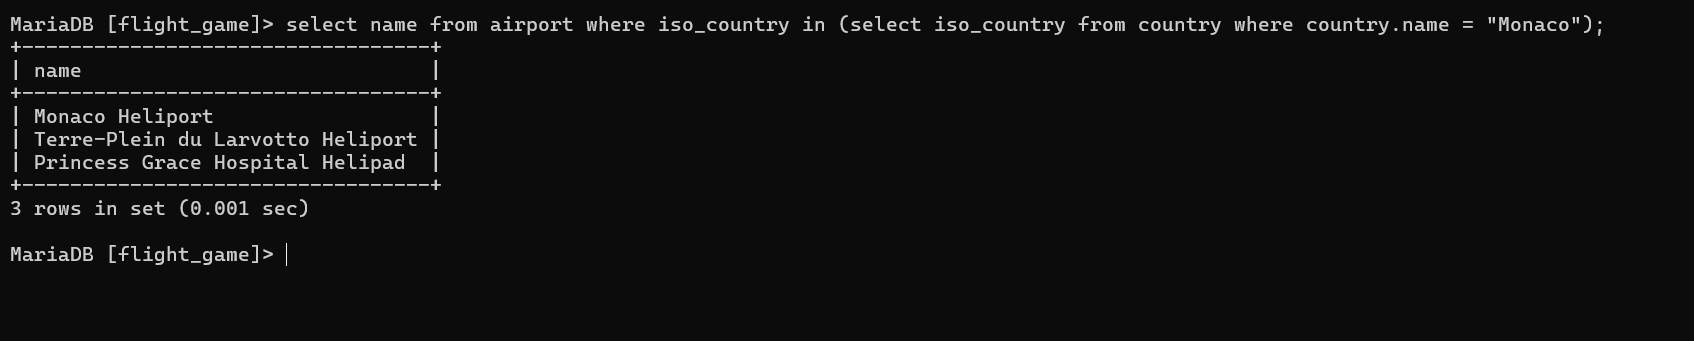 MariaDB [flight_game]> select name from airport where iso_country in (select iso_country from country where country.name = "Monaco");
+----------------------------------+
| name                             |
+----------------------------------+
| Monaco Heliport                  |
| Terre-Plein du Larvotto Heliport |
| Princess Grace Hospital Helipad  |
+----------------------------------+
3 rows in set (0.001 sec)
MariaDB [flight_game]>